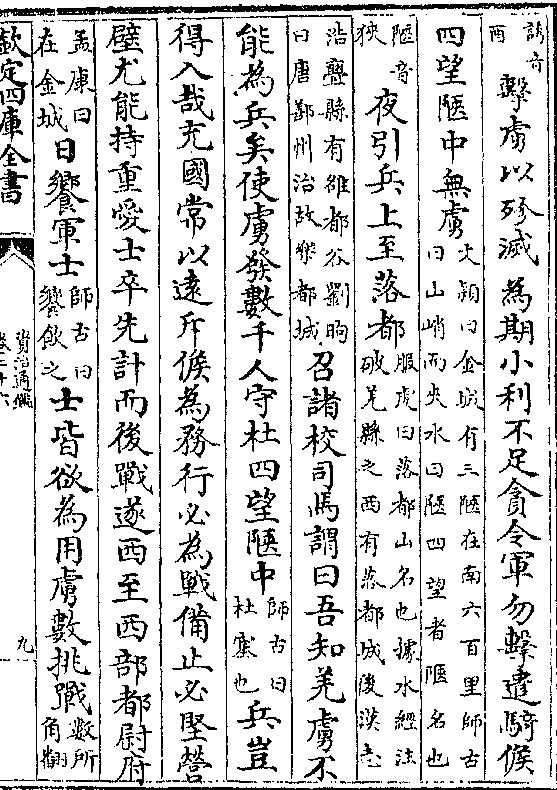 誘音酉擊虜以殄滅為期小利不足貪令軍勿擊遣騎候
四望陿中無虜文穎曰金城有三陿在南六百里師古曰山峭而夾水曰陿四望者陿名也
陿音狹夜引兵上至落都服虔曰落都山名也據水經注破羌縣之西有落都城後漢志
浩亹縣有雒都谷劉昫曰唐鄯州治故樂都城召諸校司馬謂曰吾知羌虜不
能為兵矣使虜發數千人守杜四望陿中師古曰杜塞也兵豈
得入哉充國常以遠斥候為務行必為戰備止必堅營
壁尤能持重愛士卒先計而後戰遂西至西部都尉府
孟康曰在金城日饗軍士師古曰饗飲之士皆欲為用虜數挑戰數所角翻
欽定四庫全書
資治通鑑
卷二十六
九